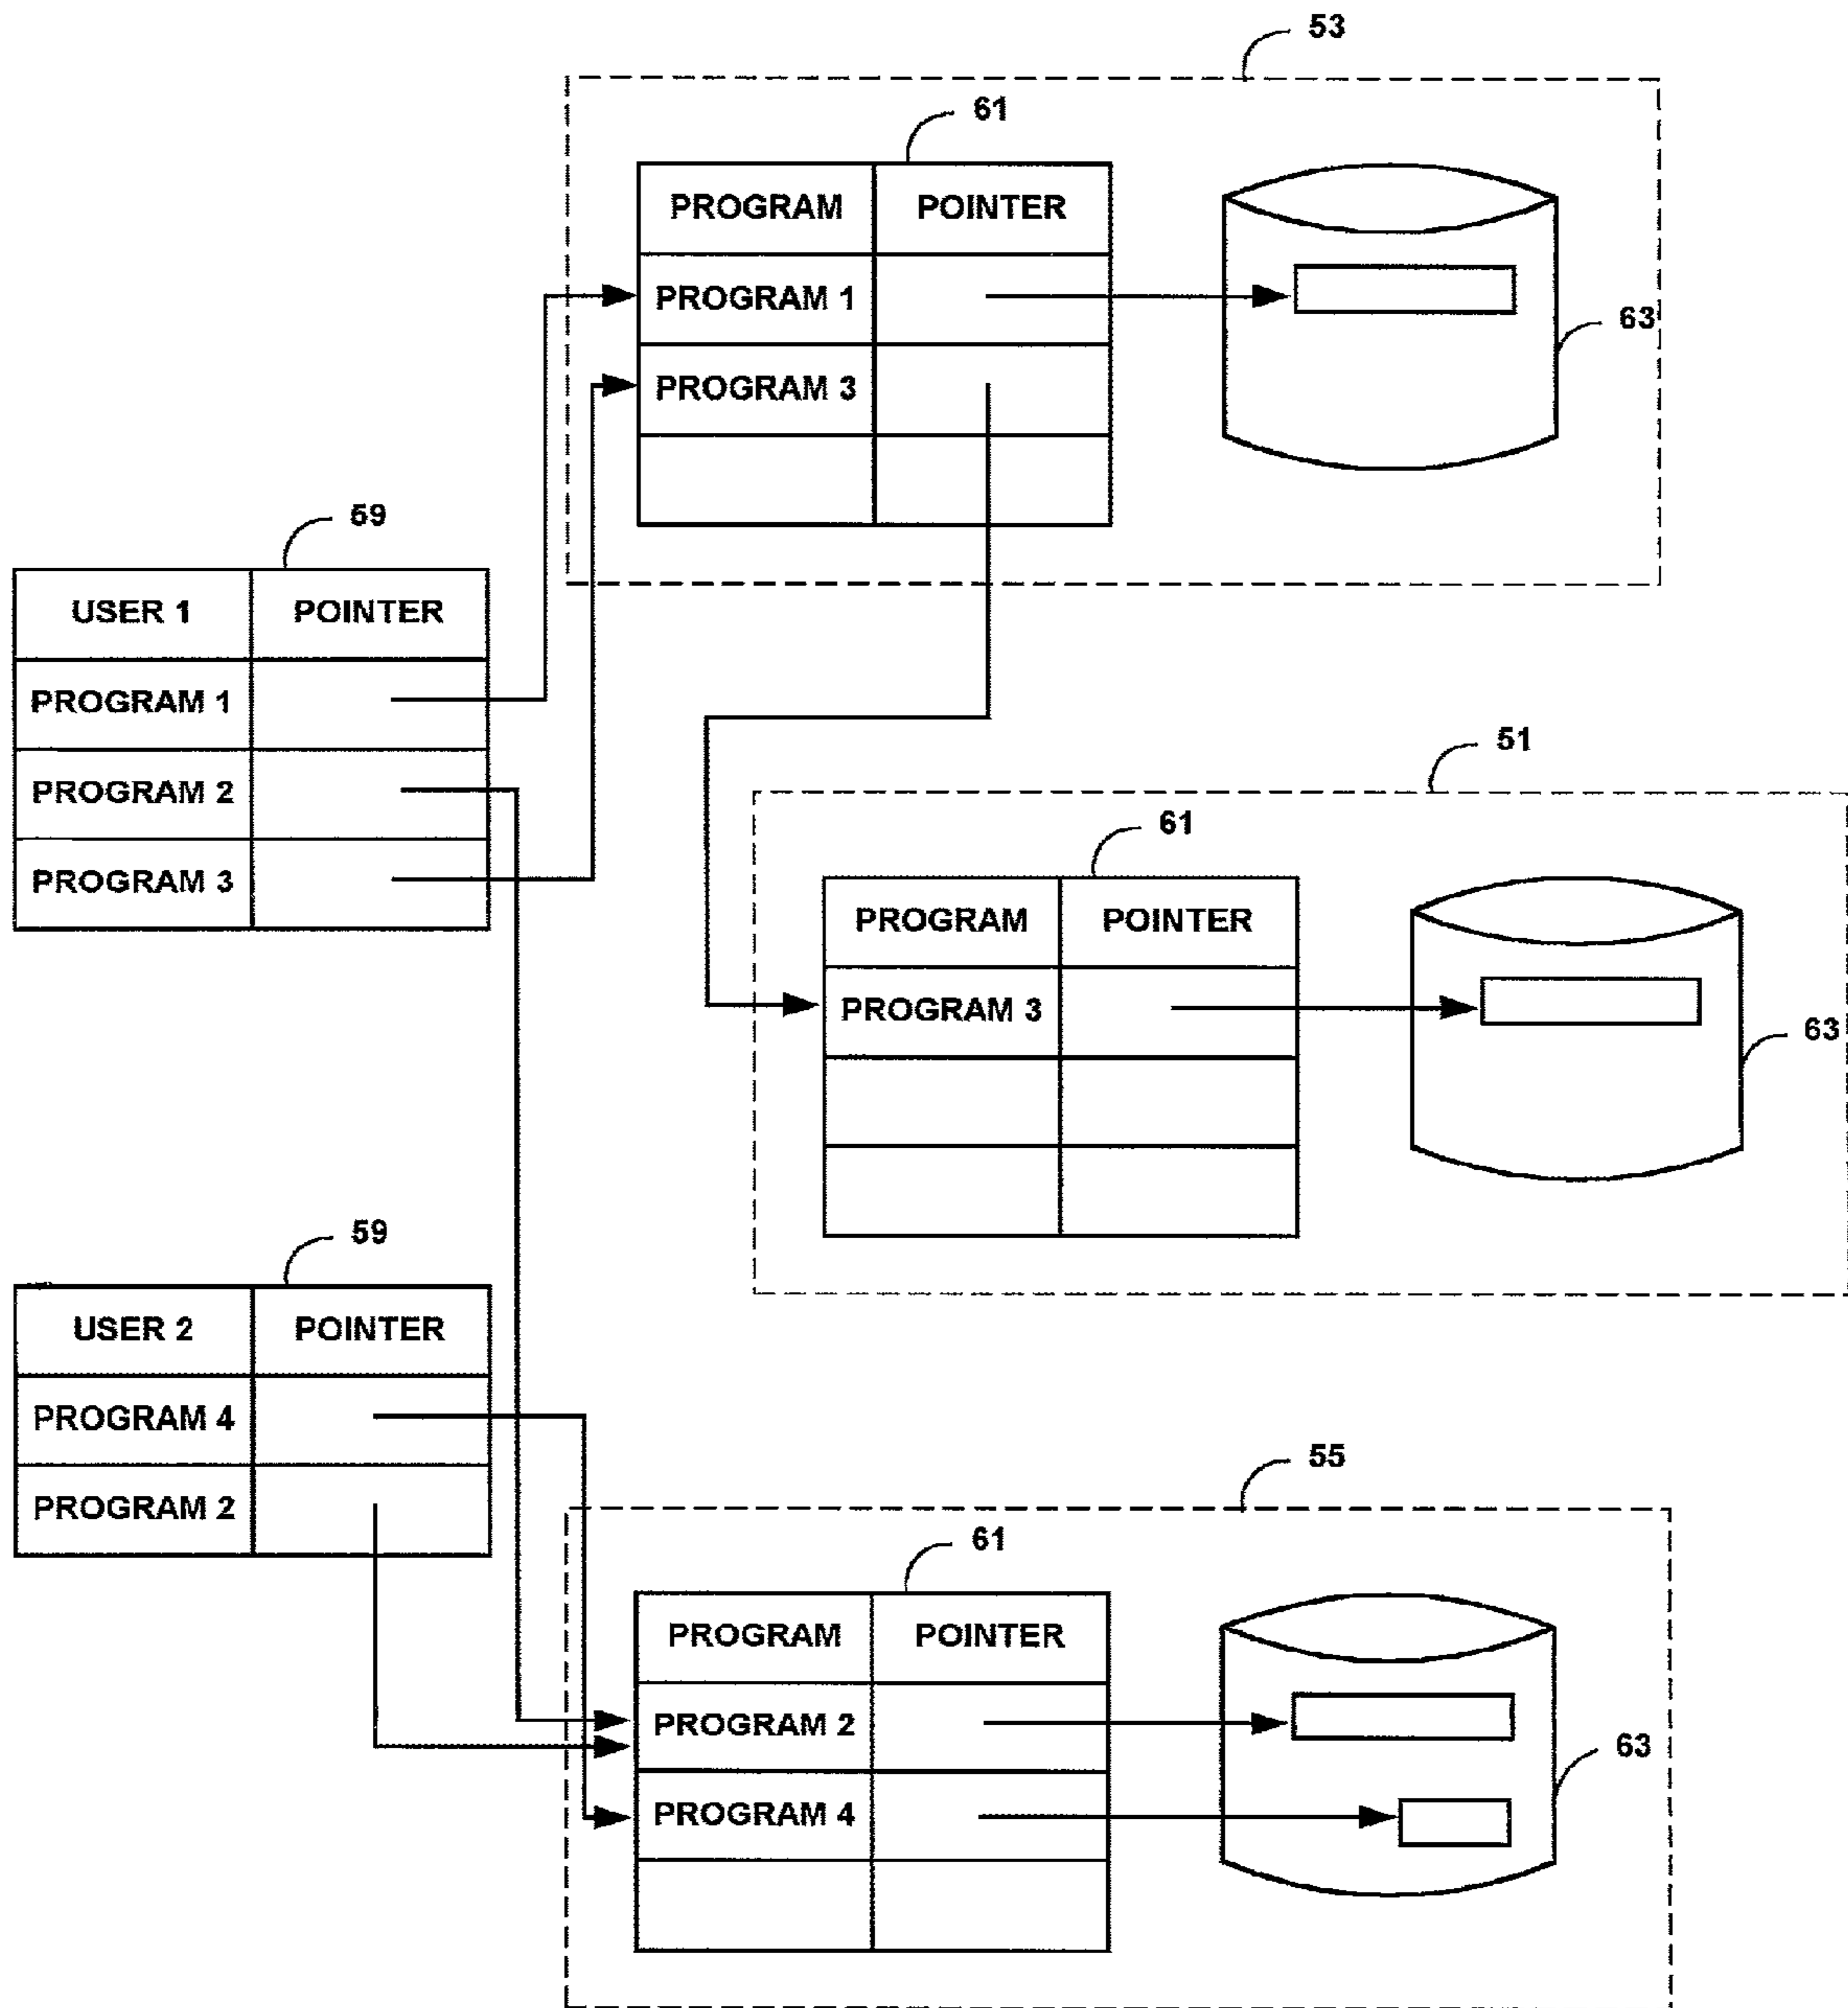 53
61
PROGRAM POINTER
PROGRAM 1
63
PROGRAM 3
59
USER 1 POINTER
PROGRAM 1
PROGRAM 2
PROGRAM 3
51
61
PROGRAM POINTER
PROGRAM 3
63
59
USER 2 POINTER
PROGRAM 4
PROGRAM 2
55
61
PROGRAM POINTER
PROGRAM 2
63
PROGRAM 4